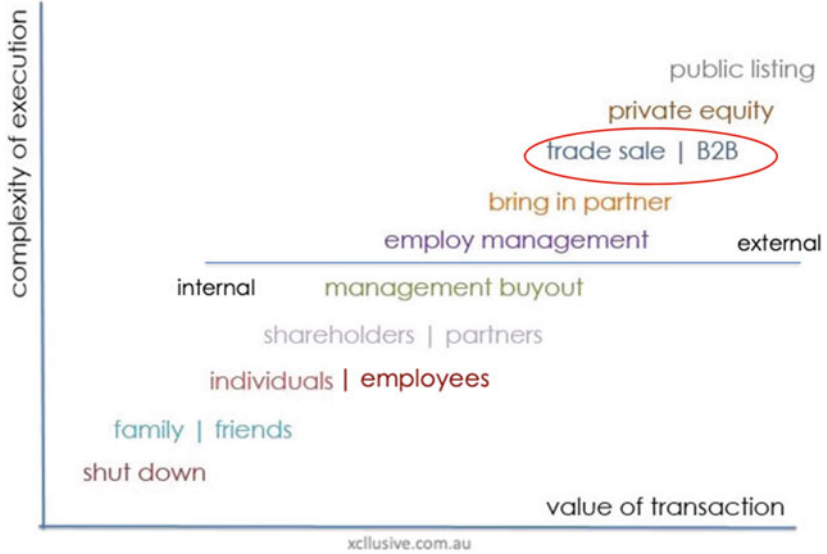 complexity of execution
public listing
private equity
trade sale | B2B
bring in partner
employ management
external
internal
management buyout
shareholders | partners
individuals | employees
family | friends
shut down
value of transaction
xcllusive.com.au